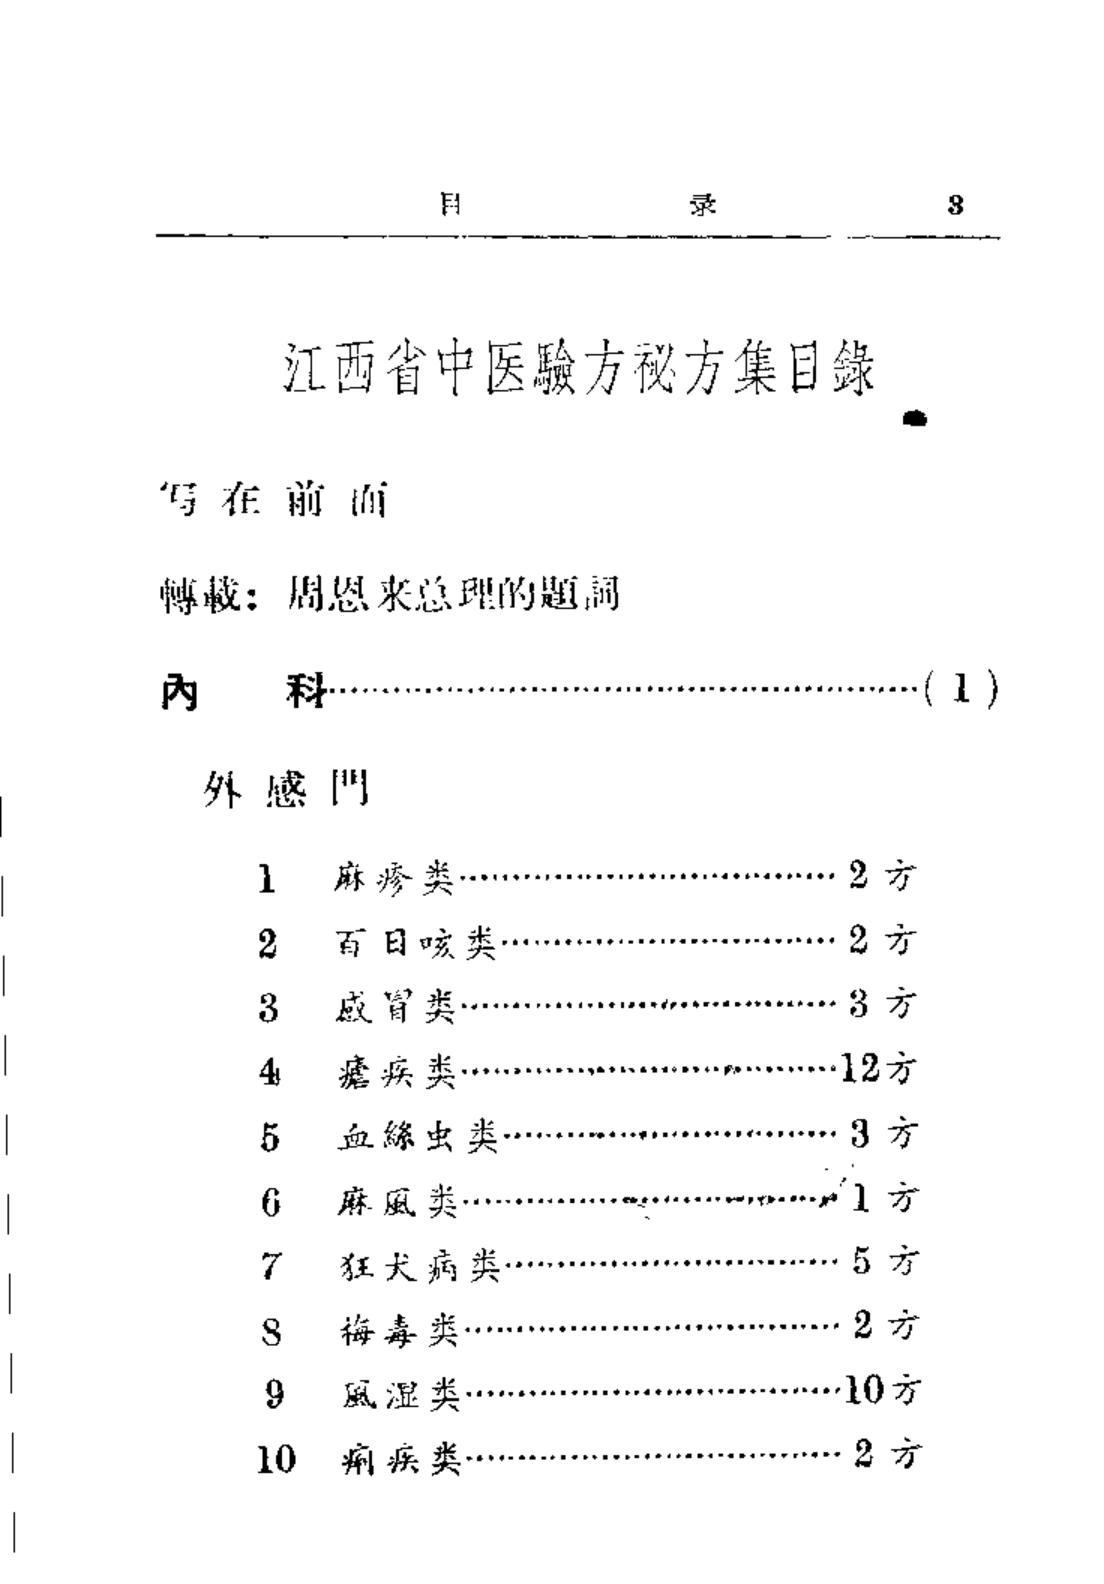 目 录 3
江西省中医驗方祕方集目錄
写在前面
轉載：周恩来总理的題詞
內 科……………………………………(1)
外感門
1 麻疹类…………………………2方
2 百日咳类………………………2方
3 感冒类…………………………3方
4 瘧疾类…………………………12方
5 血絲虫类………………………3方
6 麻風类…………………………1方
7 狂犬病类………………………5方
8 梅毒类…………………………2方
9 風湿类…………………………10方
10 痢疾类…………………………2方